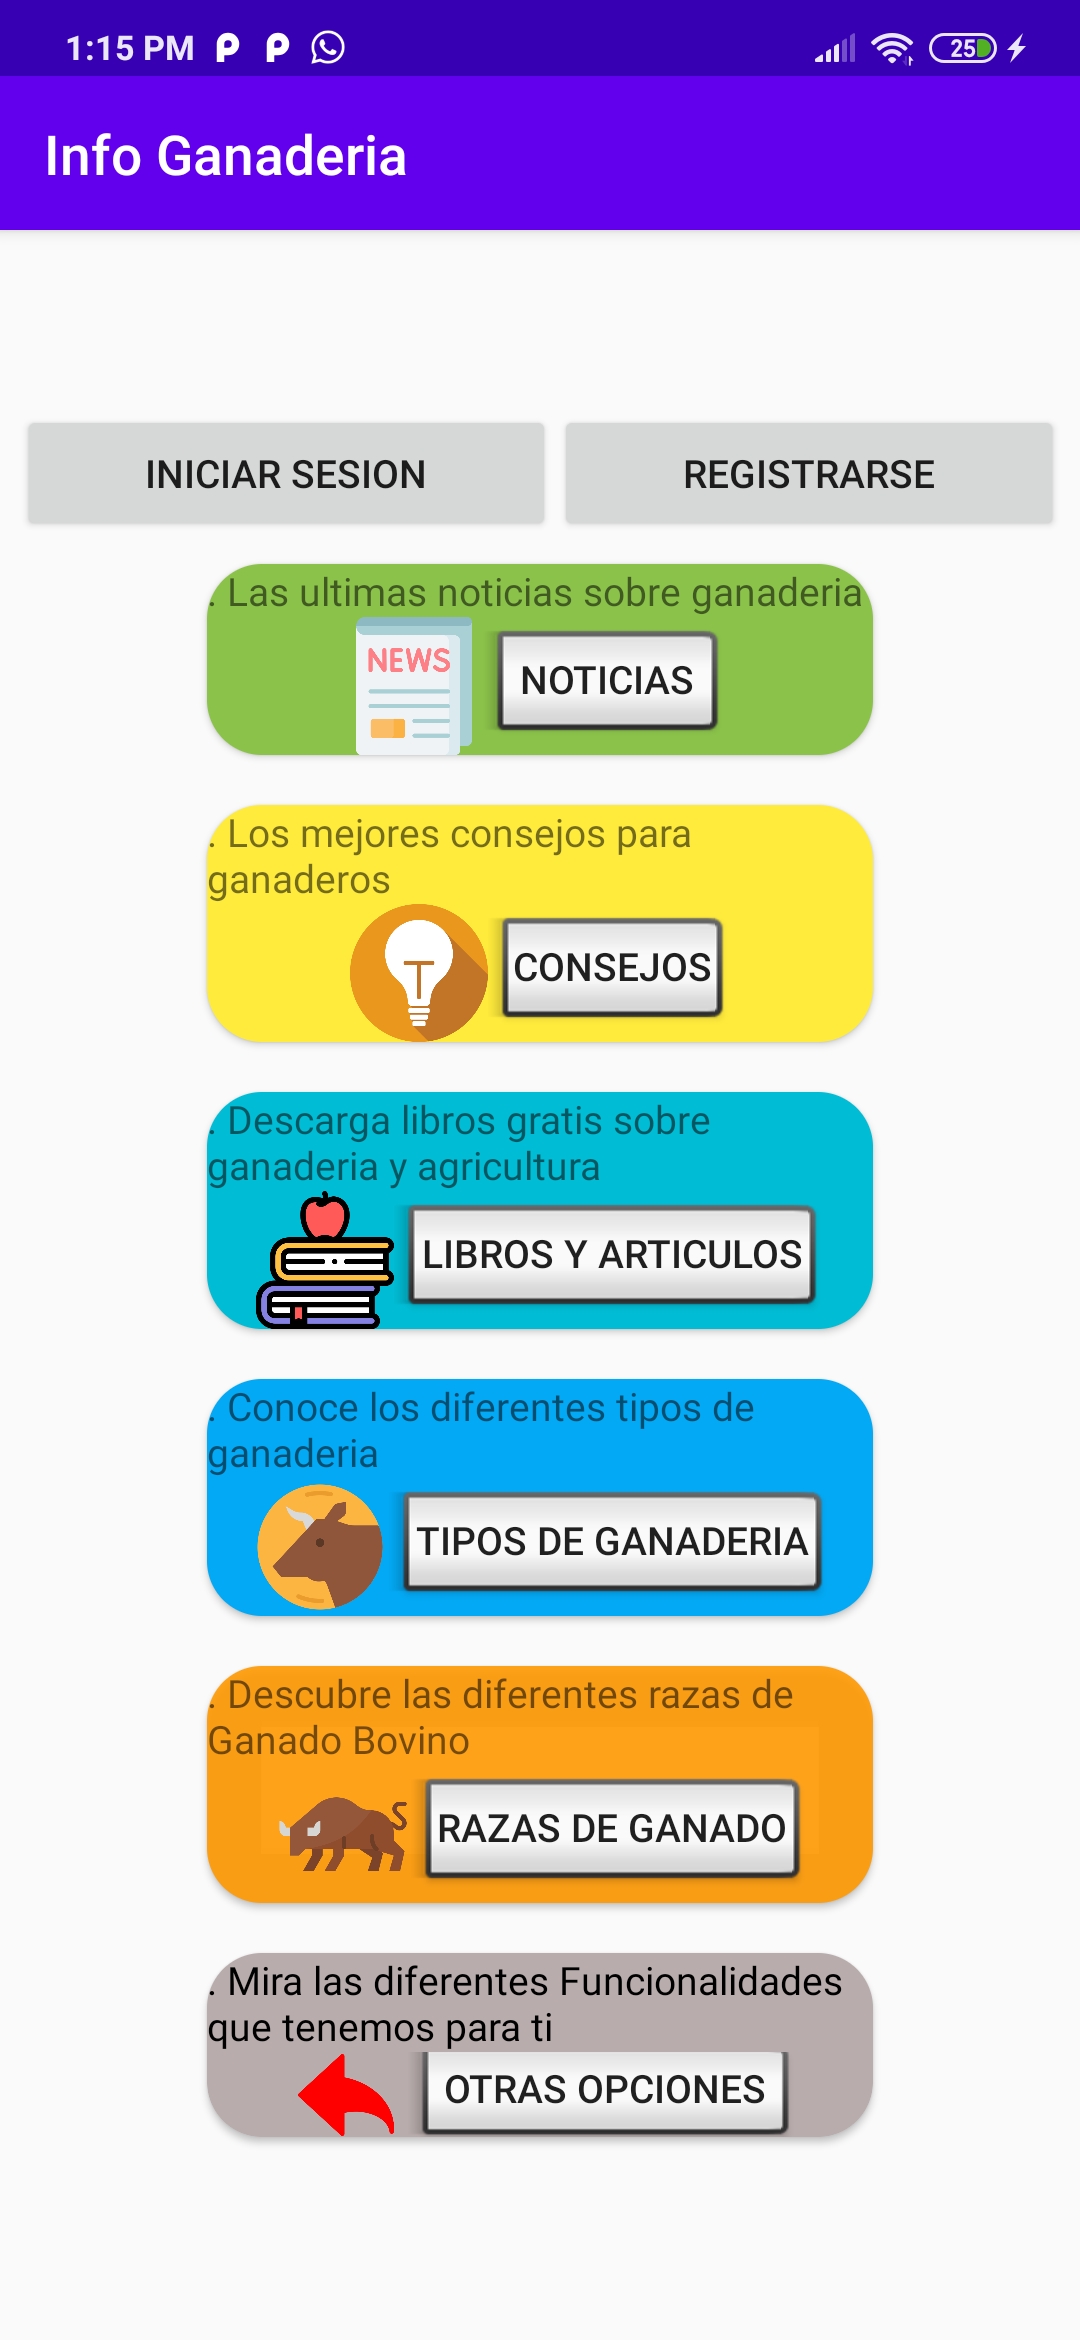 1:15 PM
25
Info Ganaderia
INICIAR SESION
REGISTRARSE
. Las ultimas noticias sobre ganaderia
NEWS
NOTICIAS
. Los mejores consejos para
ganaderos
CONSEJOS
. Descarga libros gratis sobre
ganaderia y agricultura
LIBROS Y ARTICULOS
. Conoce los diferentes tipos de
ganaderia
TIPOS DE GANADERIA
. Descubre las diferentes razas de
Ganado Bovino
RAZAS DE GANADO
. Mira las diferentes Funcionalidades
que tenemos para ti
OTRAS OPCIONES